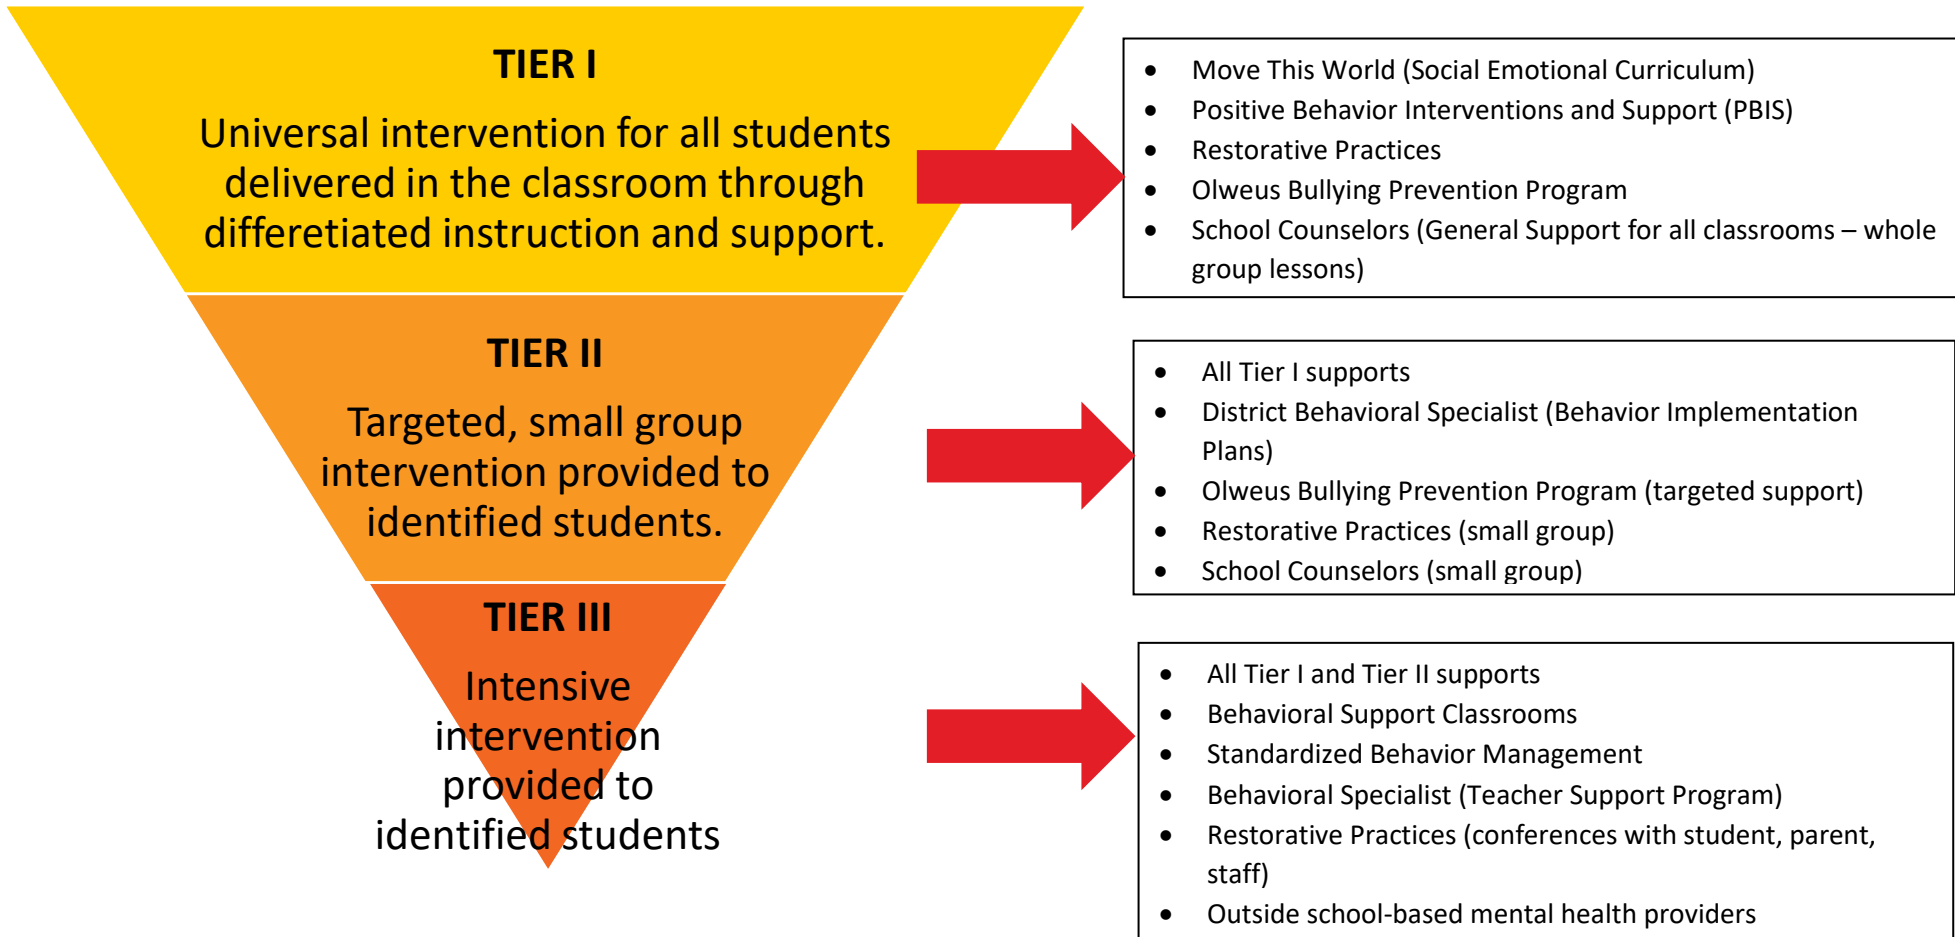 TIER I
Universal intervention for all students
delivered in the classroom through
differetiated instruction and support.
• Move This World (Social Emotional Curriculum)
• Positive Behavior Interventions and Support (PBIS)
• Restorative Practices
• Olweus Bullying Prevention Program
• School Counselors (General Support for all classrooms – whole
group lessons)
TIER II
Targeted, small group
intervention provided to
identified students.
• All Tier I supports
• District Behavioral Specialist (Behavior Implementation
Plans)
• Olweus Bullying Prevention Program (targeted support)
• Restorative Practices (small group)
• School Counselors (small group)
TIER III
Intensive
intervention
provided to
identified students
• All Tier I and Tier II supports
• Behavioral Support Classrooms
• Standardized Behavior Management
• Behavioral Specialist (Teacher Support Program)
• Restorative Practices (conferences with student, parent,
staff)
• Outside school-based mental health providers